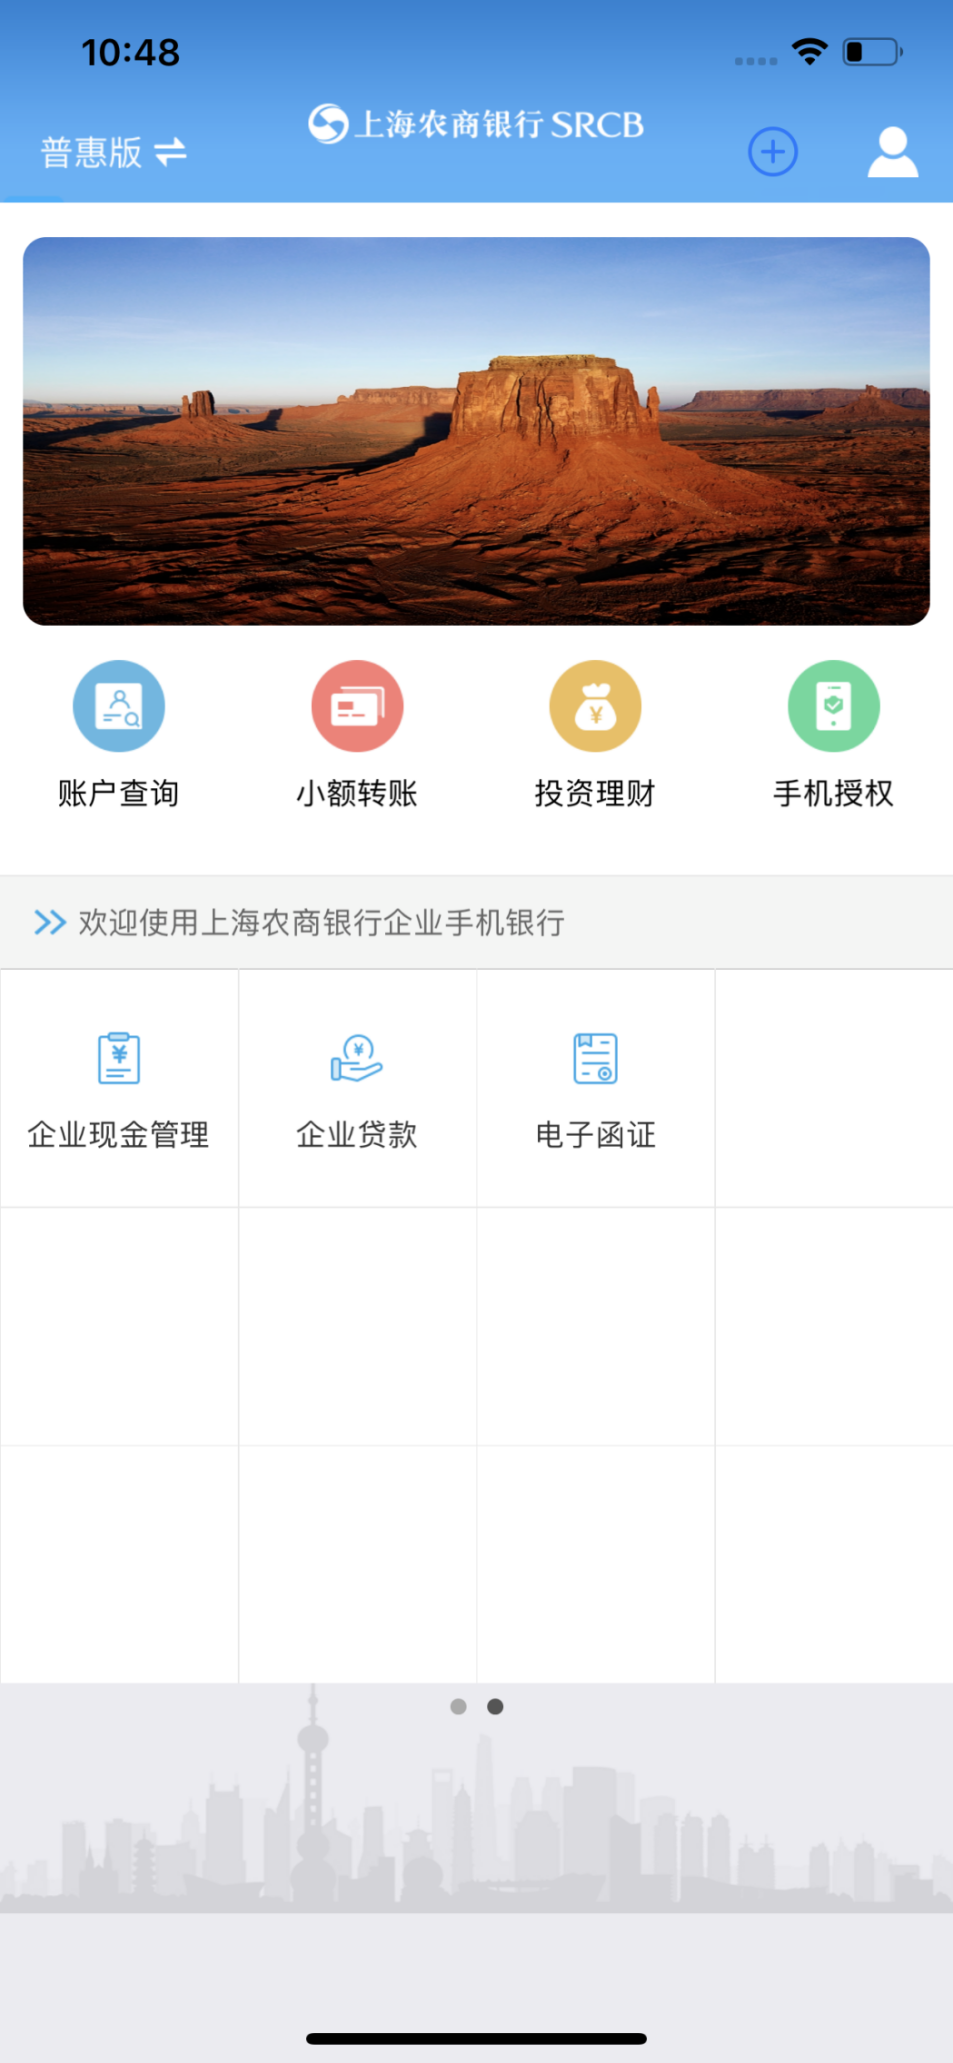 10:48
上海农商银行 SRCB
普惠版
账户查询
小额转账
投资理财
手机授权
欢迎使用上海农商银行企业手机银行
企业现金管理
企业贷款
电子函证